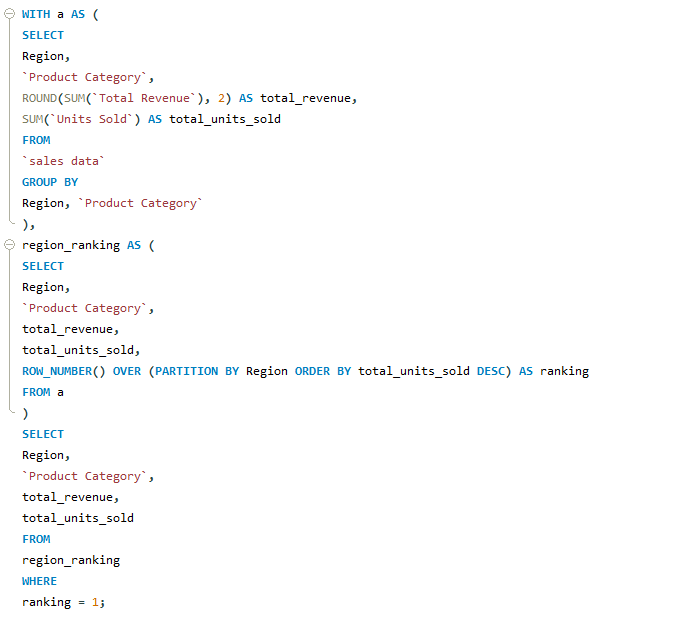 WITH a AS (
SELECT
Region,
`Product Category`,
ROUND(SUM(`Total Revenue`), 2) AS total_revenue,
SUM(`Units Sold`) AS total_units_sold
FROM
`sales data`
GROUP BY
Region, `Product Category`
),
region_ranking AS (
SELECT
Region,
`Product Category`,
total_revenue,
total_units_sold,
ROW_NUMBER() OVER (PARTITION BY Region ORDER BY total_units_sold DESC) AS ranking
FROM a
)
SELECT
Region,
`Product Category`,
total_revenue,
total_units_sold
FROM
region_ranking
WHERE
ranking = 1;